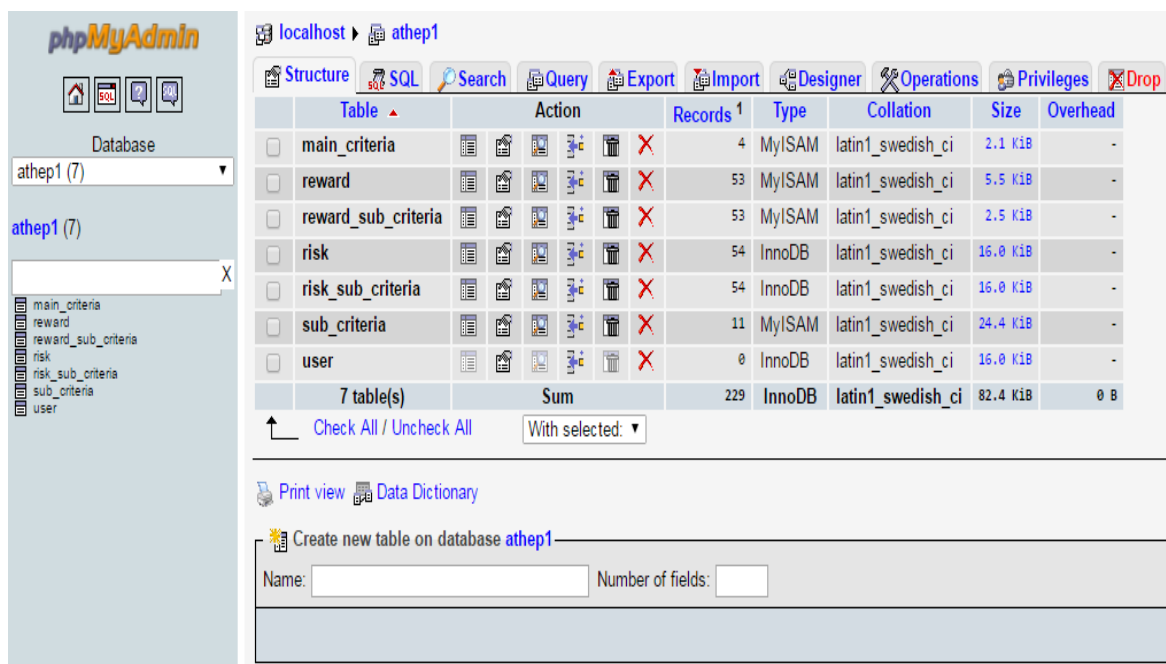 phpMyAdmin
SQL ? SQL
Database
athep1 (7)
athep1 (7)
X
main_criteria
reward
reward_sub_criteria
risk
risk_sub_criteria
sub_criteria
user
localhost athep1
Structure SQL Search Query Export Import Designer Operations Privileges Drop
Table Action Records 1 Type Collation Size Overhead
main_criteria 4 MyISAM latin1_swedish_ci 2.1 KiB -
reward 53 MyISAM latin1_swedish_ci 5.5 KiB -
reward_sub_criteria 53 MyISAM latin1_swedish_ci 2.5 KiB -
risk 54 InnoDB latin1_swedish_ci 16.0 KiB -
risk_sub_criteria 54 InnoDB latin1_swedish_ci 16.0 KiB -
sub_criteria 11 MyISAM latin1_swedish_ci 24.4 KiB -
user 0 InnoDB latin1_swedish_ci 16.0 KiB -
7 table(s) Sum 229 InnoDB latin1_swedish_ci 82.4 KiB 0 B
Check All / Uncheck All With selected:
Print view Data Dictionary
Create new table on database athep1
Name: Number of fields: